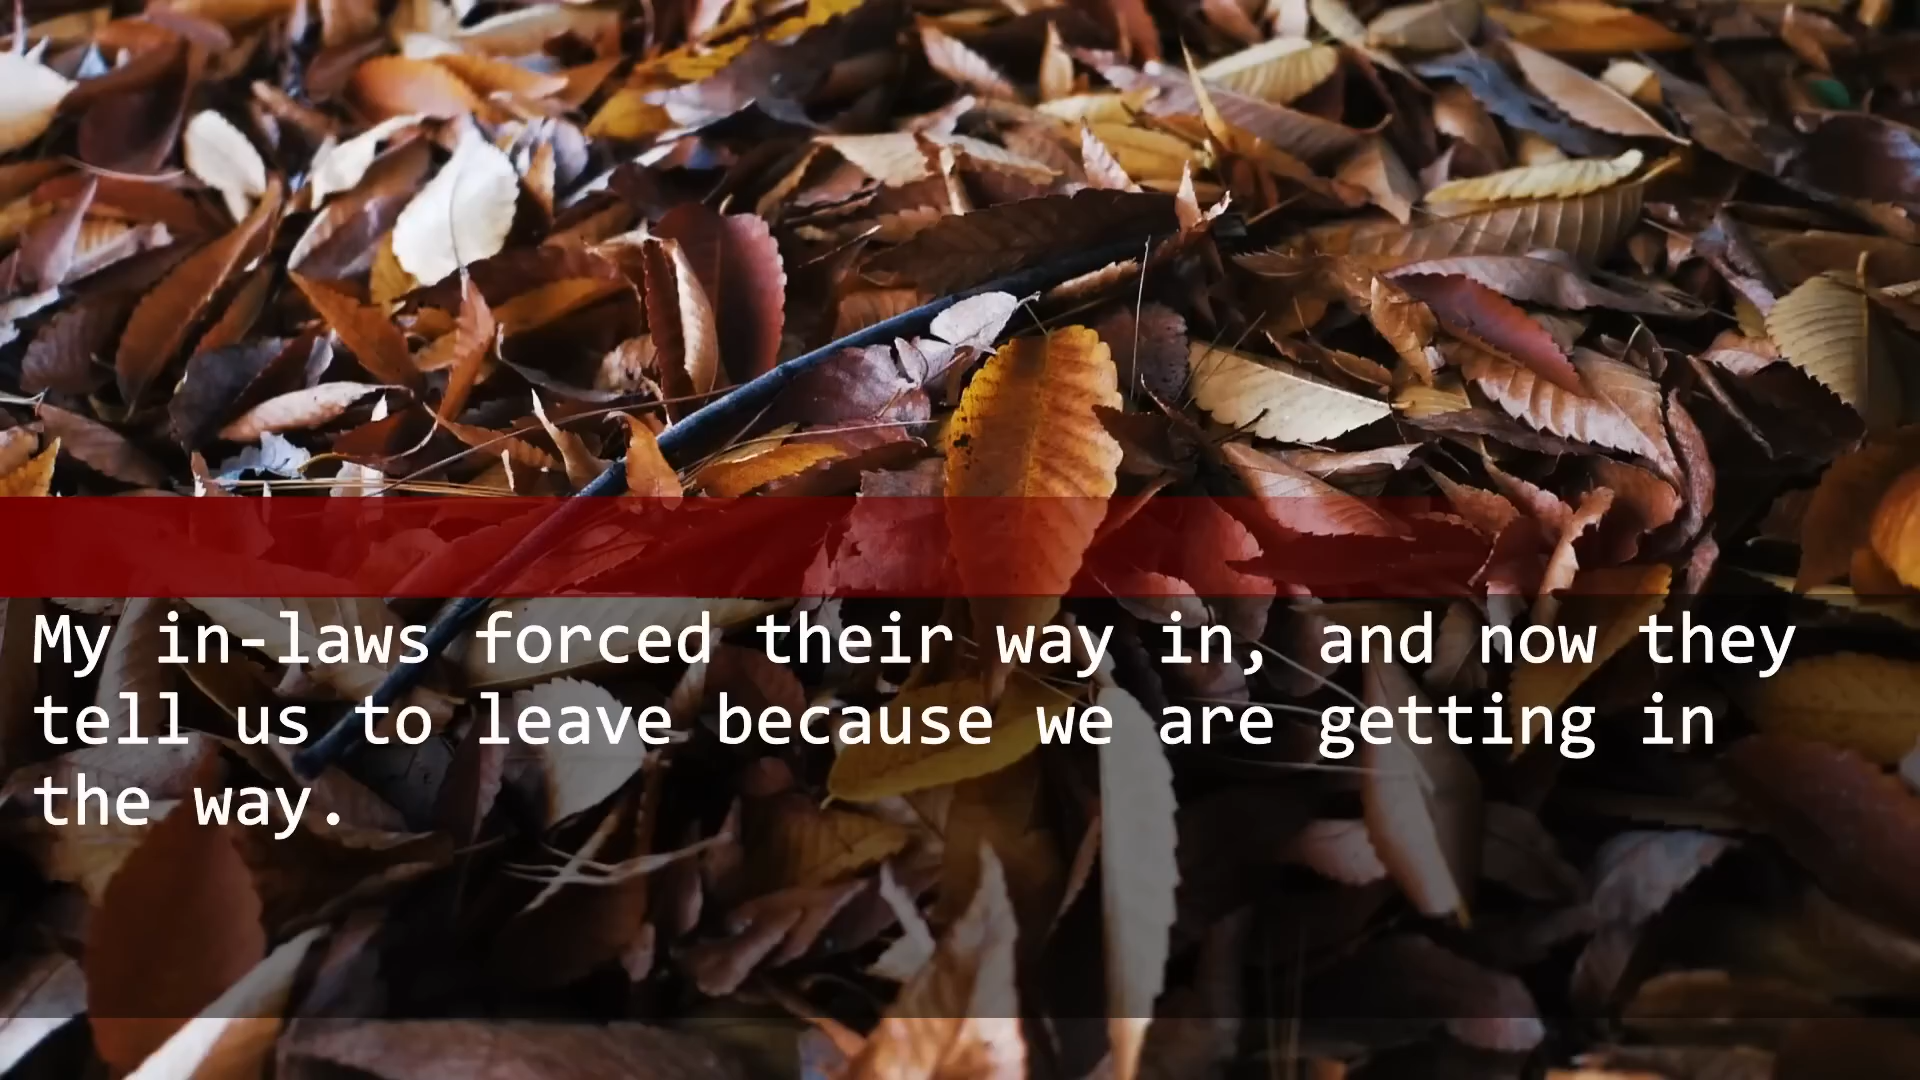 My in-laws forced their way in, and now they
tell us to leave because we are getting in
the way.